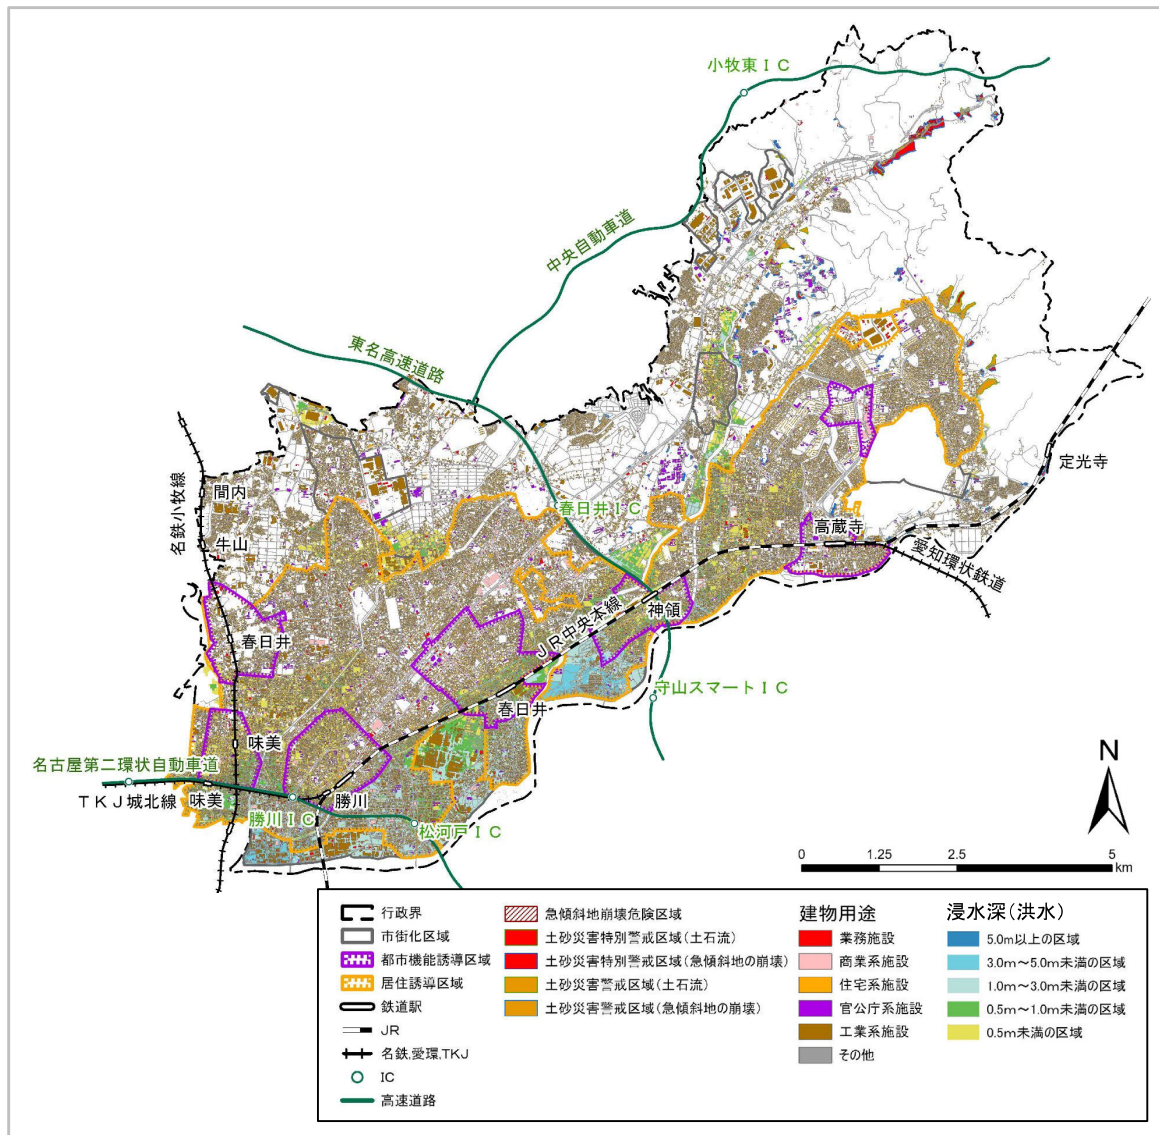 小牧東ＩＣ
中央自動車道
東名高速道路
名鉄小牧線
間内
牛山
春日井ＩＣ
定光寺
高蔵寺
愛知環状鉄道
神領
ＪＲ中央本線
春日井
守山スマートＩＣ
春日井
味美
名古屋第二環状自動車道
ＴＫＪ城北線
味美
勝川
勝川ＩＣ
松河戸ＩＣ
N
0 1.25 2.5 5
km
行政界
市街化区域
都市機能誘導区域
居住誘導区域
鉄道駅
JR
名鉄,愛環,TKJ
IC
高速道路
急傾斜地崩壊危険区域
土砂災害特別警戒区域(土石流)
土砂災害特別警戒区域(急傾斜地の崩壊)
土砂災害警戒区域(土石流)
土砂災害警戒区域(急傾斜地の崩壊)
建物用途
業務施設
商業系施設
住宅系施設
官公庁系施設
工業系施設
その他
浸水深(洪水)
5.0m以上の区域
3.0m～5.0m未満の区域
1.0m～3.0m未満の区域
0.5m～1.0m未満の区域
0.5m未満の区域